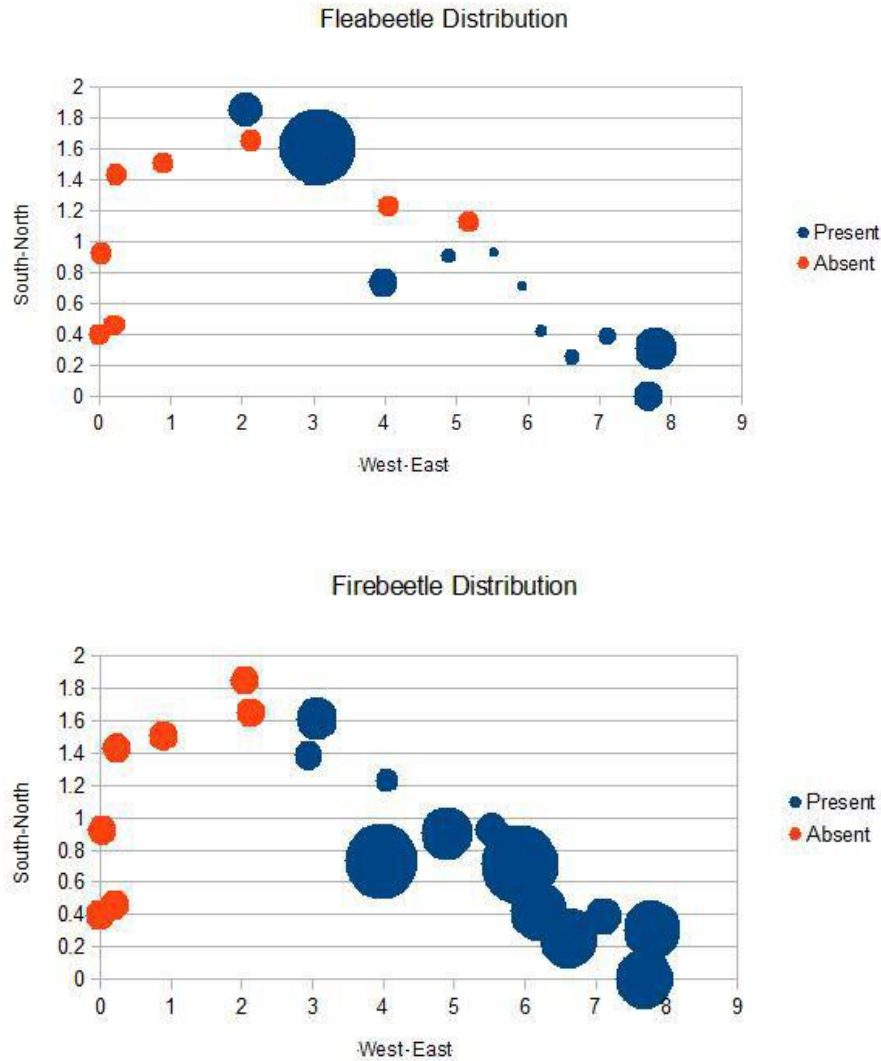 Fleabeetle Distribution
2
1.8
1.6
1.4
1.2
1
0.8
0.6
0.4
0.2
0
South-North
0 1 2 3 4 5 6 7 8 9
West-East
Present
Absent
Firebeetle Distribution
2
1.8
1.6
1.4
1.2
1
0.8
0.6
0.4
0.2
0
South-North
0 1 2 3 4 5 6 7 8 9
West-East
Present
Absent